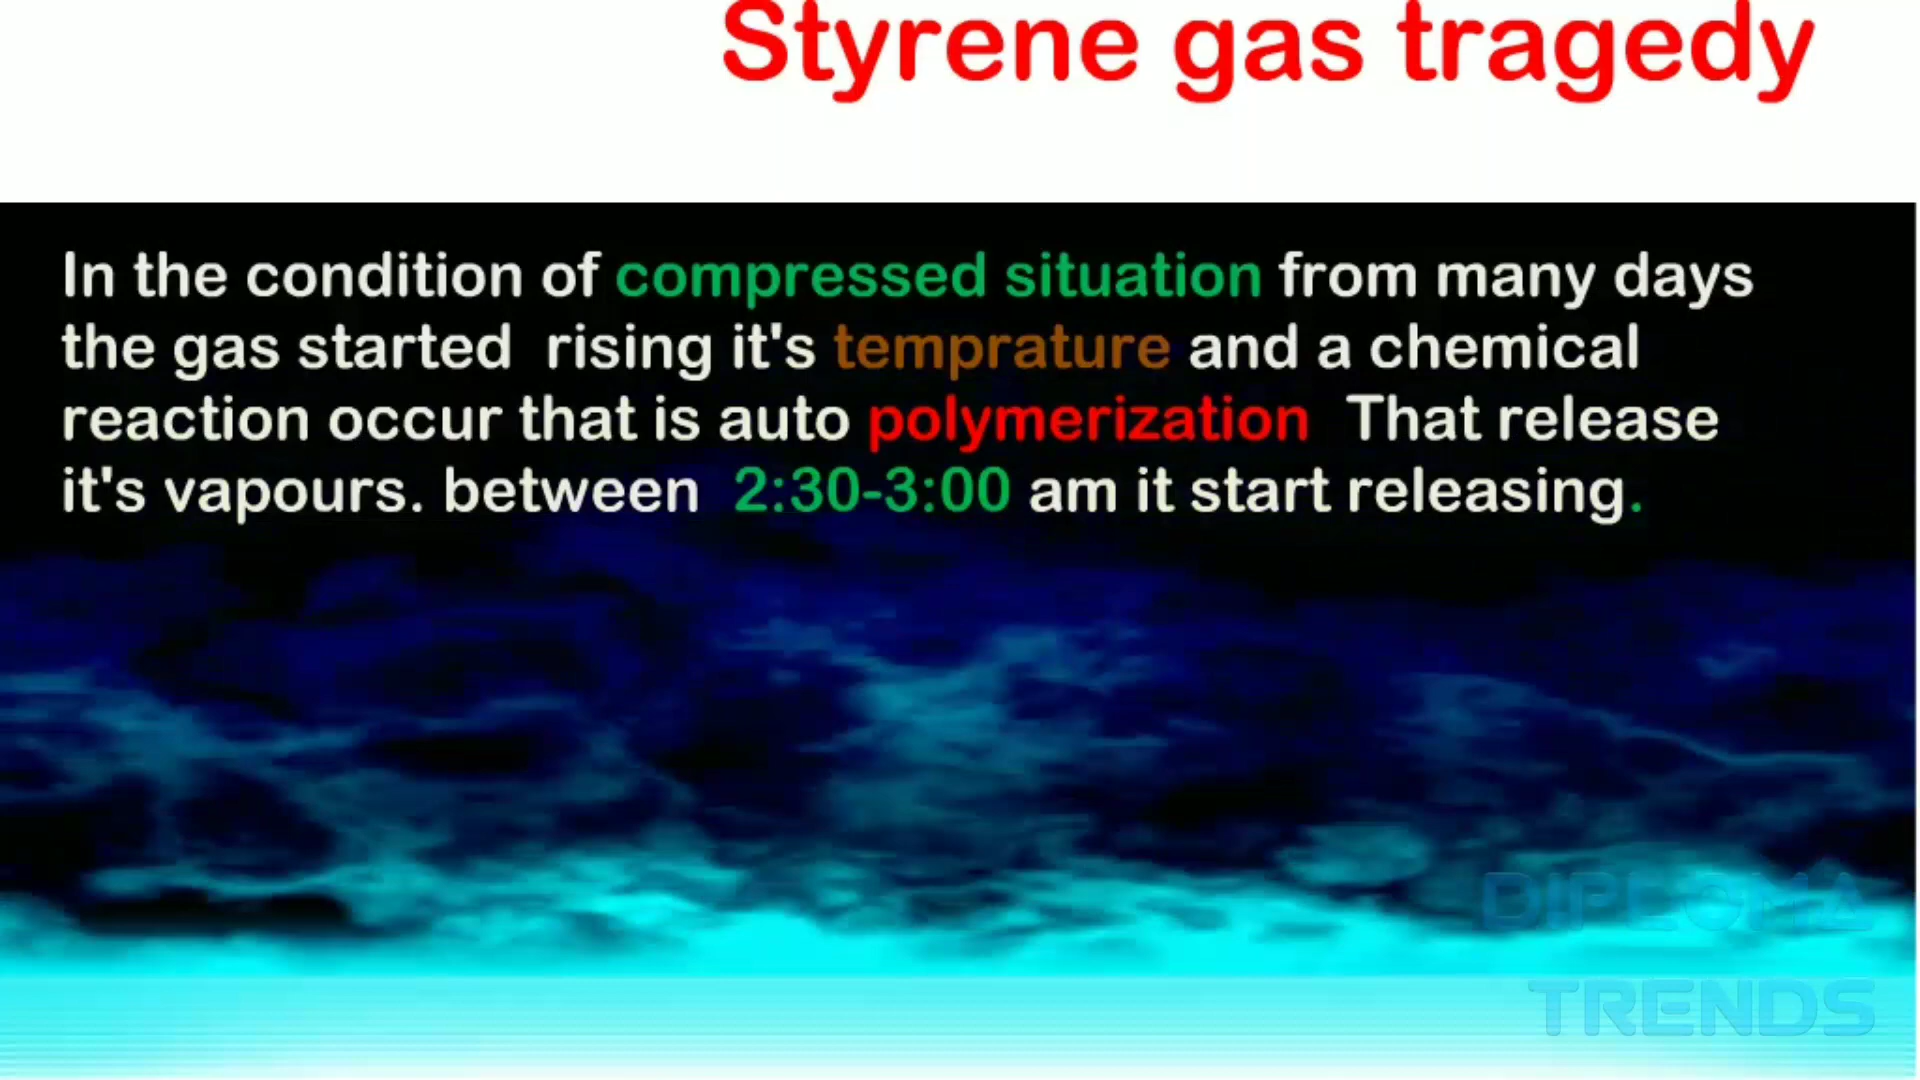 Styrene gas tragedy
In the condition of compressed situation from many days
the gas started rising it's temprature and a chemical
reaction occur that is auto polymerization That release
it's vapours. between 2:30-3:00 am it start releasing.
DIPLOMA
TRENDS